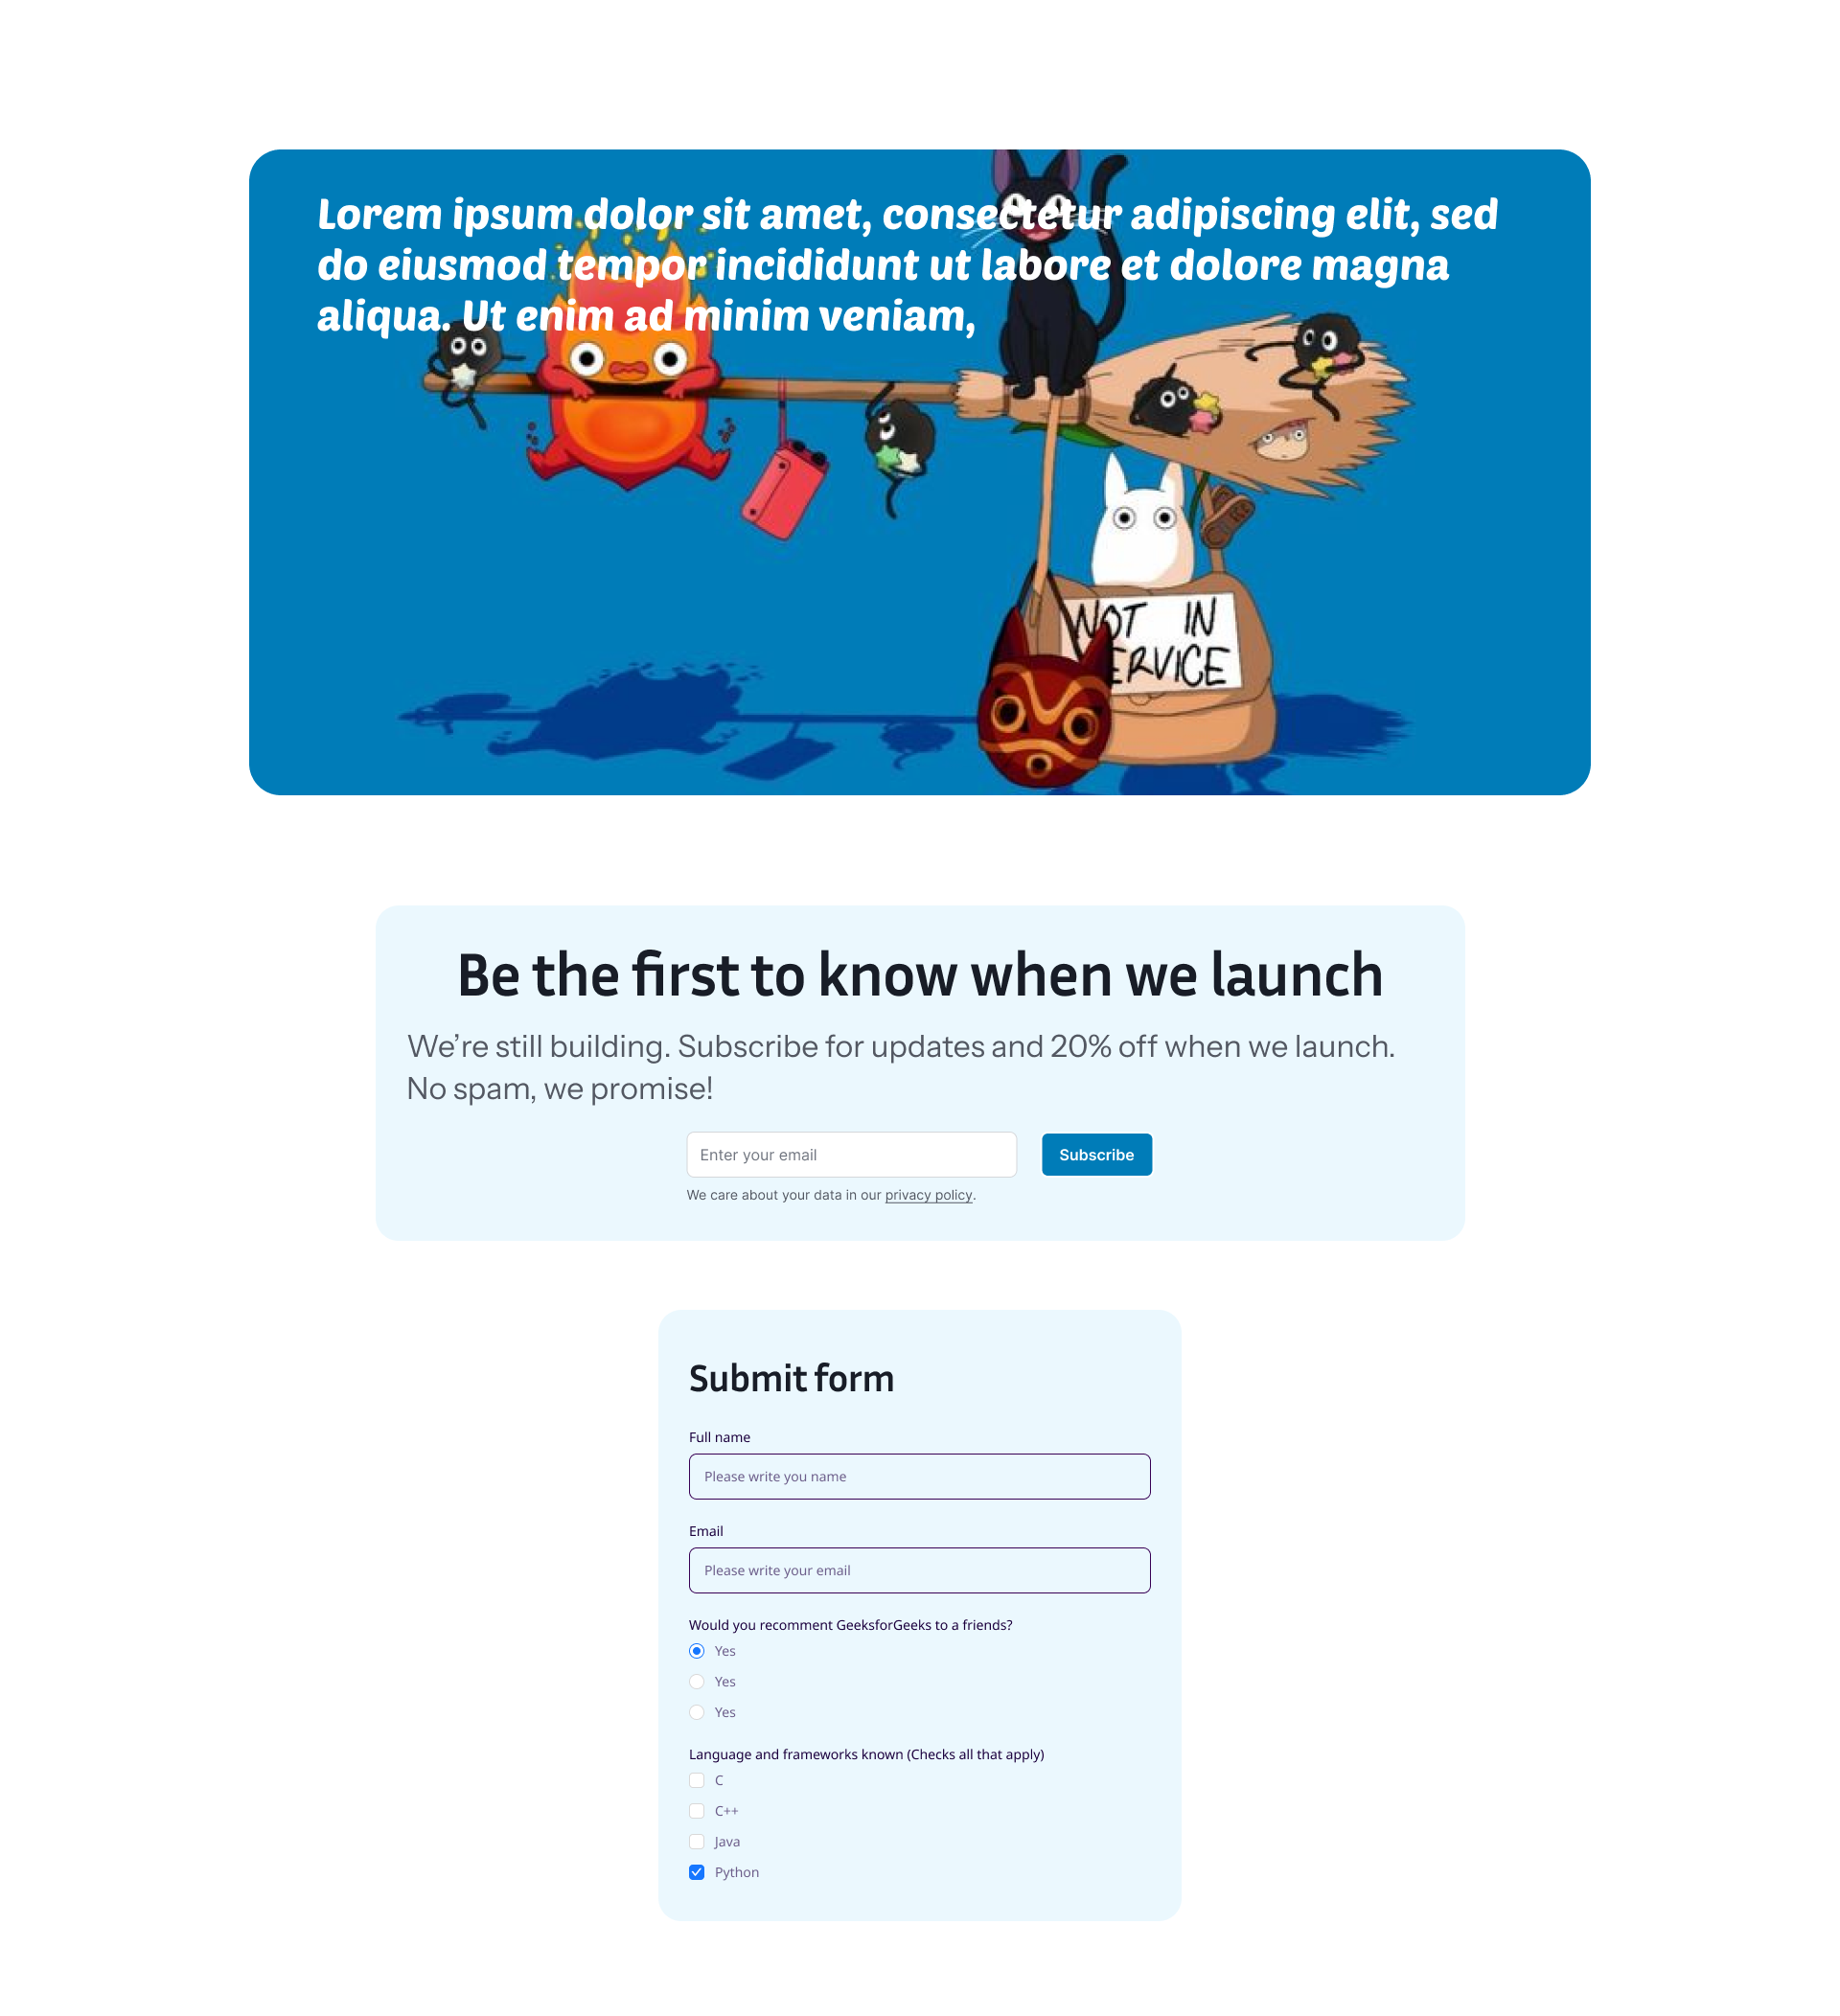 Lorem ipsum dolor sit amet, consectetur adipiscing elit, sed
do eiusmod tempor incididunt ut labore et dolore magna
aliqua. Ut enim ad minim veniam,
NOT IN
ERVICE
Be the first to know when we launch
We’re still building. Subscribe for updates and 20% off when we launch.
No spam, we promise!
Enter your email
Subscribe
We care about your data in our privacy policy.
Submit form
Full name
Please write you name
Email
Please write your email
Would you recomment GeeksforGeeks to a friends?
Yes
Yes
Yes
Language and frameworks known (Checks all that apply)
C
C++
Java
Python